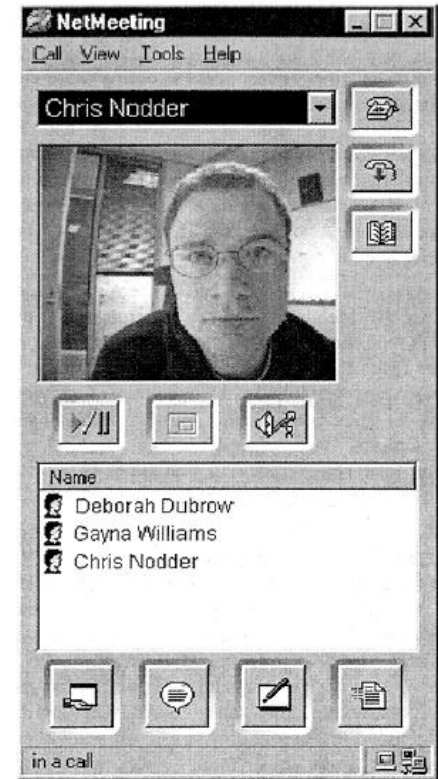 NetMeeting
Call View Tools Help
Chris Nodder
Name
Deborah Dubrow
Gayna Williams
Chris Nodder
in a call